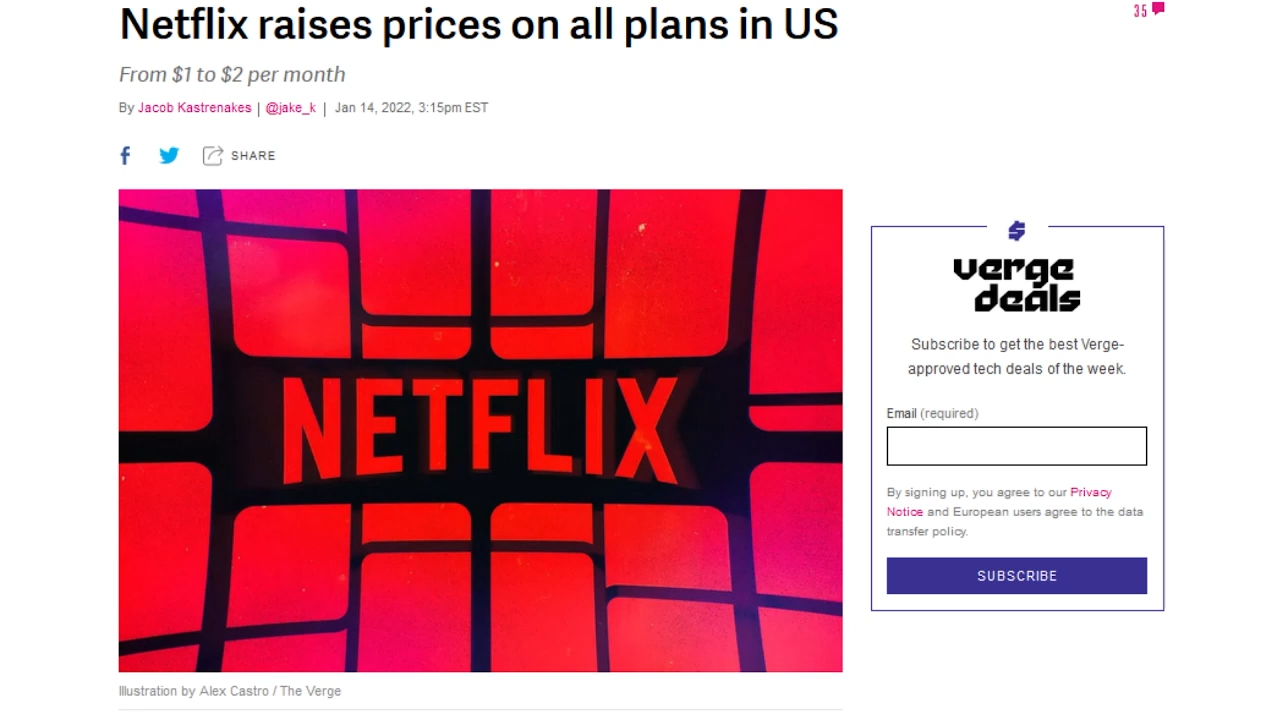 Netflix raises prices on all plans in US
35
From $1 to $2 per month
By Jacob Kastrenakes | @jake_k | Jan 14, 2022, 3:15pm EST
f SHARE
NETFLIX
$
verge
deals
Subscribe to get the best Verge-
approved tech deals of the week.
Email (required)
By signing up, you agree to our Privacy
Notice and European users agree to the data
transfer policy.
SUBSCRIBE
Illustration by Alex Castro / The Verge